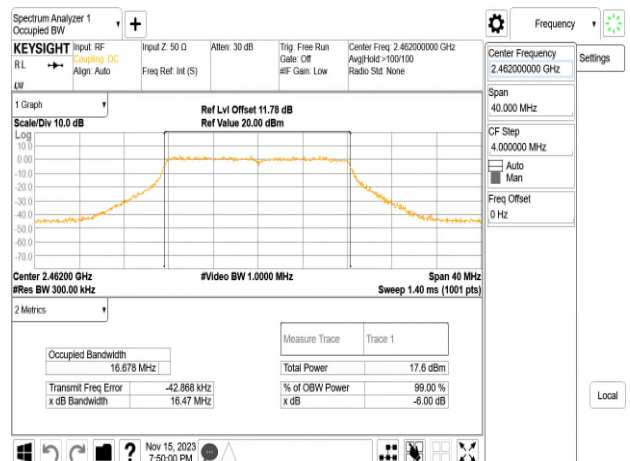 Spectrum Analyzer 1
Occupied BW
+
Frequency
KEYSIGHT
Input: RF
Input Z: 50 Ω
Atten: 30 dB
Trig: Free Run
Center Freq: 2.462000000 GHz
Coupling: DC
Gate: Off
Avg|Hold:>100/100
RL
Align: Auto
Freq Ref: Int (S)
#IF Gain: Low
Radio Std: None
LXI
Center Frequency
2.462000000 GHz
Settings
Span
40.000 MHz
CF Step
4.000000 MHz
Auto
Man
Freq Offset
0 Hz
Local
1 Graph
Ref Lvl Offset 11.78 dB
Scale/Div 10.0 dB
Ref Value 20.00 dBm
Log
10.0
0.00
-10.0
-20.0
-30.0
-40.0
-50.0
-60.0
-70.0
Center 2.46200 GHz
#Video BW 1.0000 MHz
Span 40 MHz
#Res BW 300.00 kHz
Sweep 1.40 ms (1001 pts)
2 Metrics
Measure Trace
Trace 1
Occupied Bandwidth
16.678 MHz
Total Power
17.6 dBm
Transmit Freq Error
-42.868 kHz
% of OBW Power
99.00 %
x dB Bandwidth
16.47 MHz
x dB
-6.00 dB
?
Nov 15, 2023
7:50:00 PM